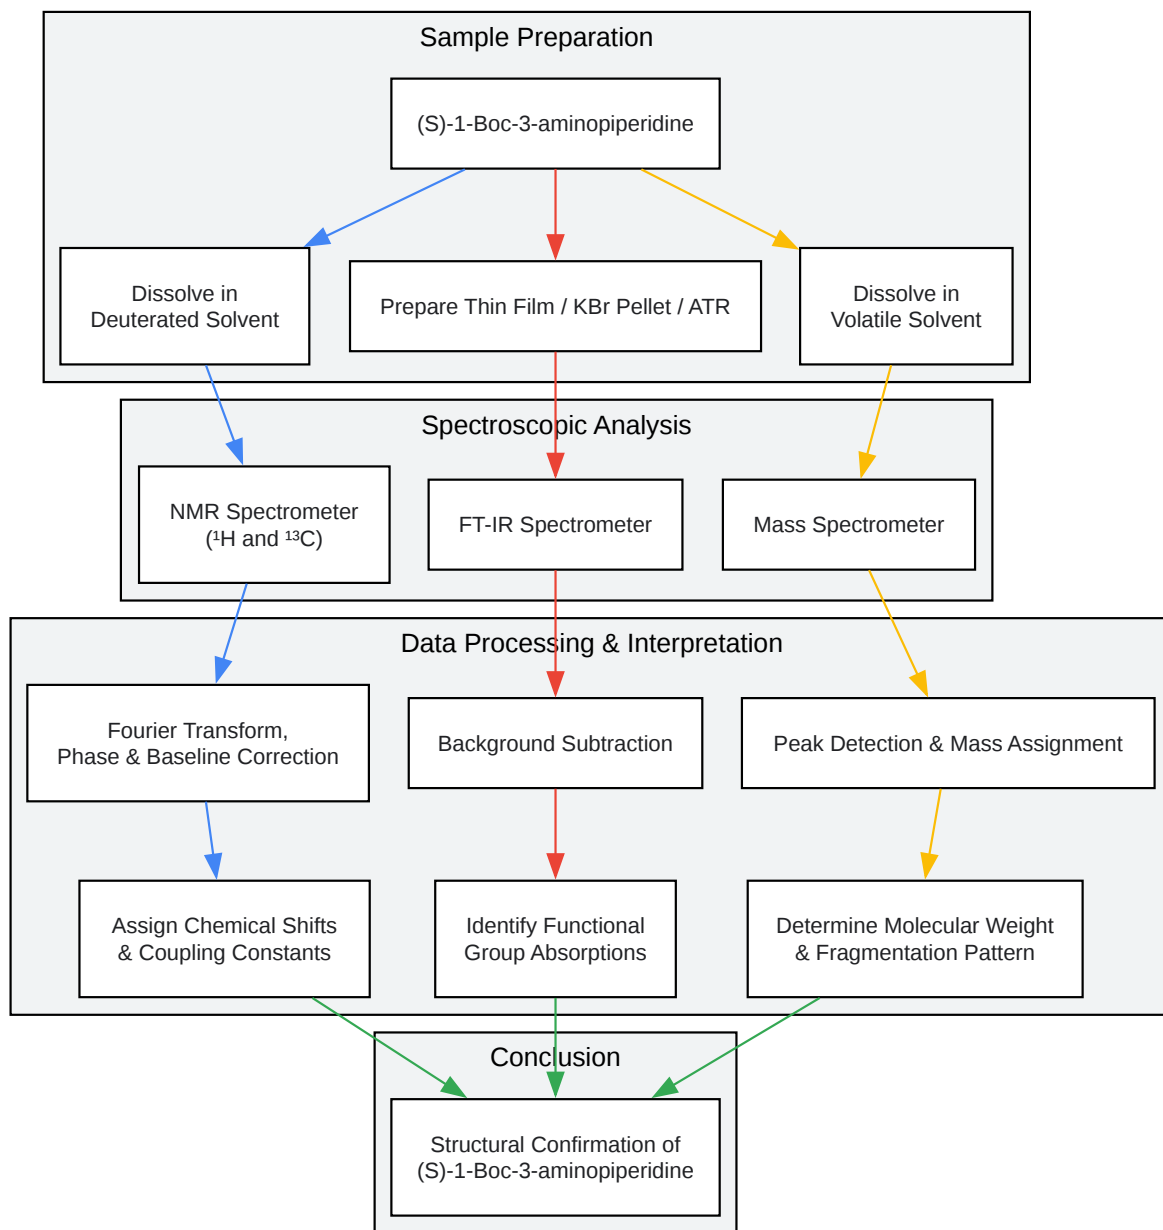 Sample Preparation
(S)-1-Boc-3-aminopiperidine
Dissolve in
Deuterated Solvent
Prepare Thin Film / KBr Pellet / ATR
Dissolve in
Volatile Solvent
Spectroscopic Analysis
NMR Spectrometer
(¹H and ¹³C)
FT-IR Spectrometer
Mass Spectrometer
Data Processing & Interpretation
Fourier Transform,
Phase & Baseline Correction
Background Subtraction
Peak Detection & Mass Assignment
Assign Chemical Shifts
& Coupling Constants
Identify Functional
Group Absorptions
Determine Molecular Weight
& Fragmentation Pattern
Conclusion
Structural Confirmation of
(S)-1-Boc-3-aminopiperidine